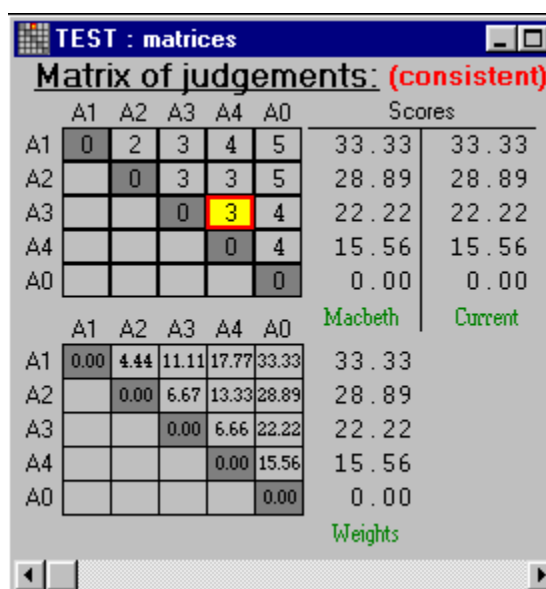 TEST : matrices
Matrix of judgements: (consistent)
A1 A2 A3 A4 A0 Scores
A1 0 2 3 4 5 33.33 33.33
A2 0 3 3 5 28.89 28.89
A3 0 3 4 22.22 22.22
A4 0 4 15.56 15.56
A0 0 0.00 0.00
Macbeth Current
A1 A2 A3 A4 A0
A1 0.00 4.44 11.11 17.77 33.33 33.33
A2 0.00 6.67 13.33 28.89 28.89
A3 0.00 6.66 22.22 22.22
A4 0.00 15.56 15.56
A0 0.00 0.00
Weights